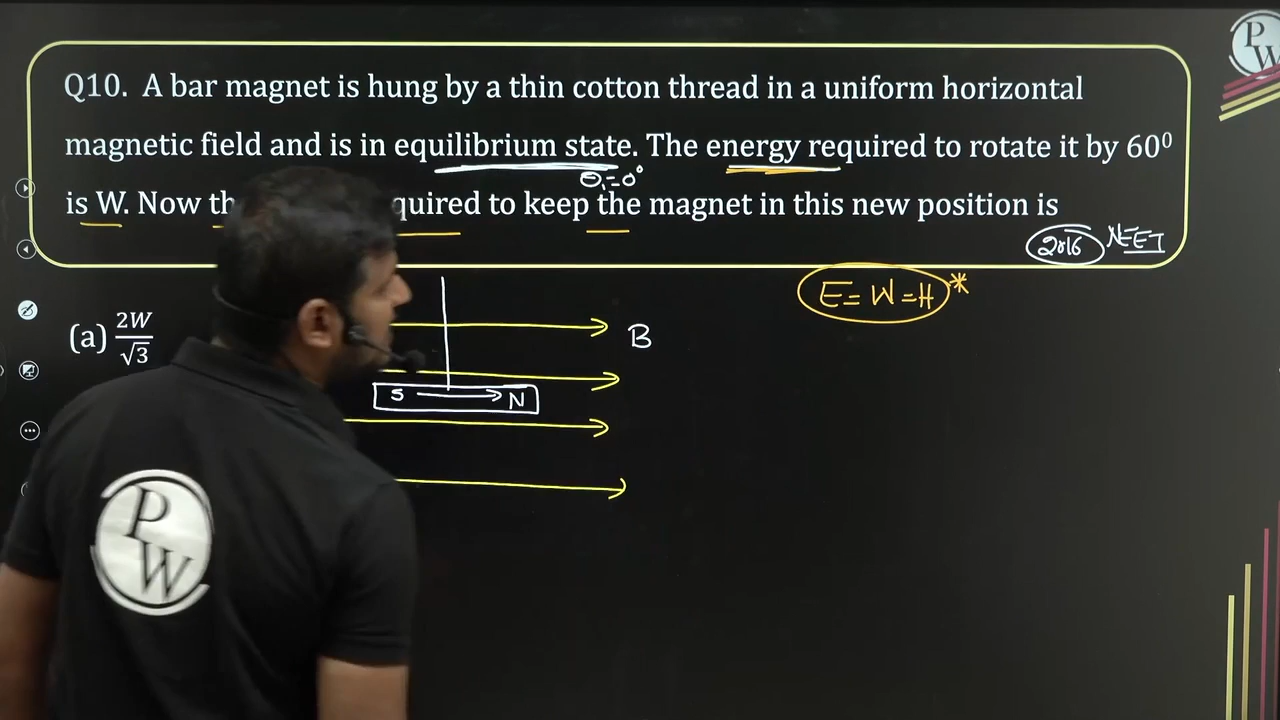 Q10. A bar magnet is hung by a thin cotton thread in a uniform horizontal
magnetic field and is in equilibrium state. The energy required to rotate it by 60⁰
θᵢ=0°
is W. Now quired to keep the magnet in this new position is
2016 NEET
E=W=H*
(a) 2W/√3
B
S N
P W
P W